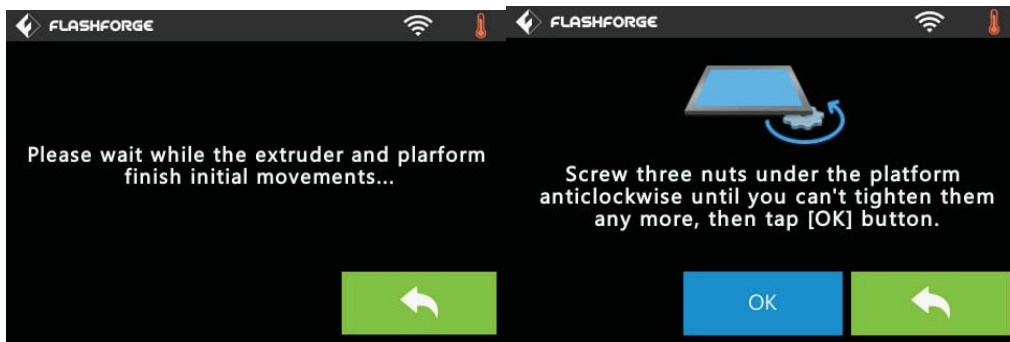 FLASHFORGE
Please wait while the extruder and plarform
finish initial movements...
FLASHFORGE
Screw three nuts under the platform
anticlockwise until you can't tighten them
any more, then tap [OK] button.
OK